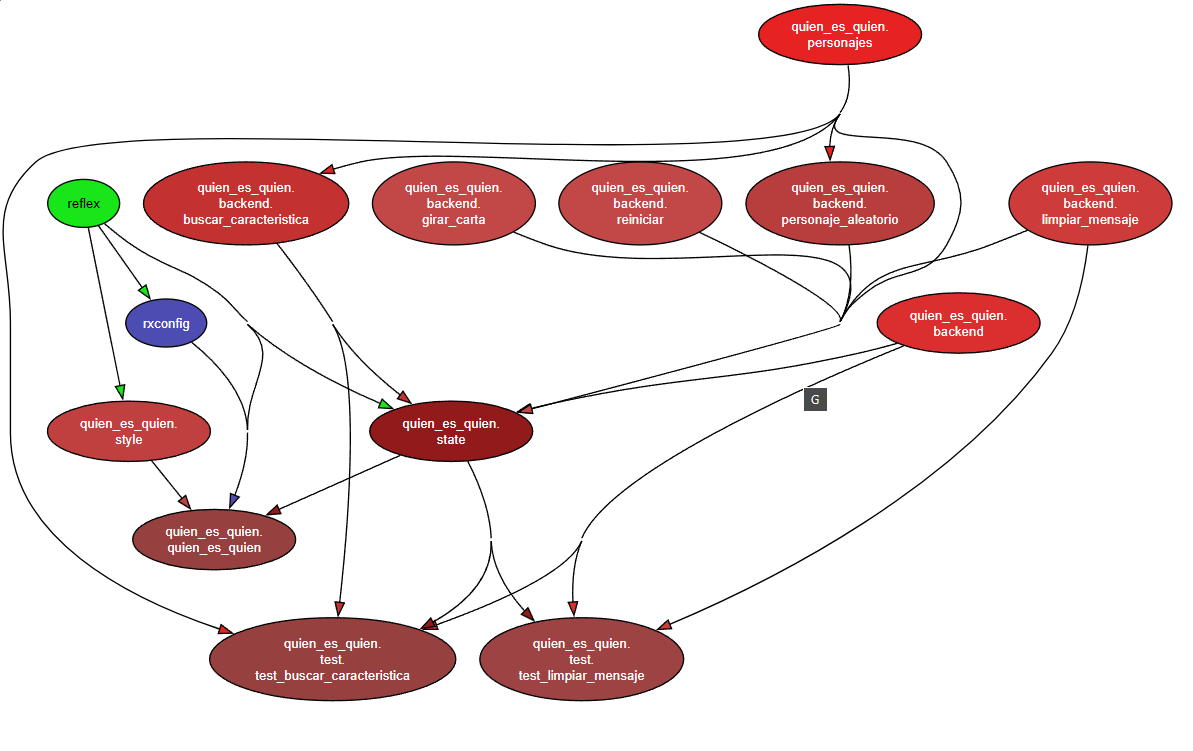 quien_es_quien.
personajes
reflex
quien_es_quien.
backend.
buscar_caracteristica
quien_es_quien.
backend.
girar_carta
quien_es_quien.
backend.
reiniciar
quien_es_quien.
backend.
personaje_aleatorio
quien_es_quien.
backend.
limpiar_mensaje
rxconfig
quien_es_quien.
backend
G
quien_es_quien.
style
quien_es_quien.
state
quien_es_quien.
quien_es_quien
quien_es_quien.
test.
test_buscar_caracteristica
quien_es_quien.
test.
test_limpiar_mensaje